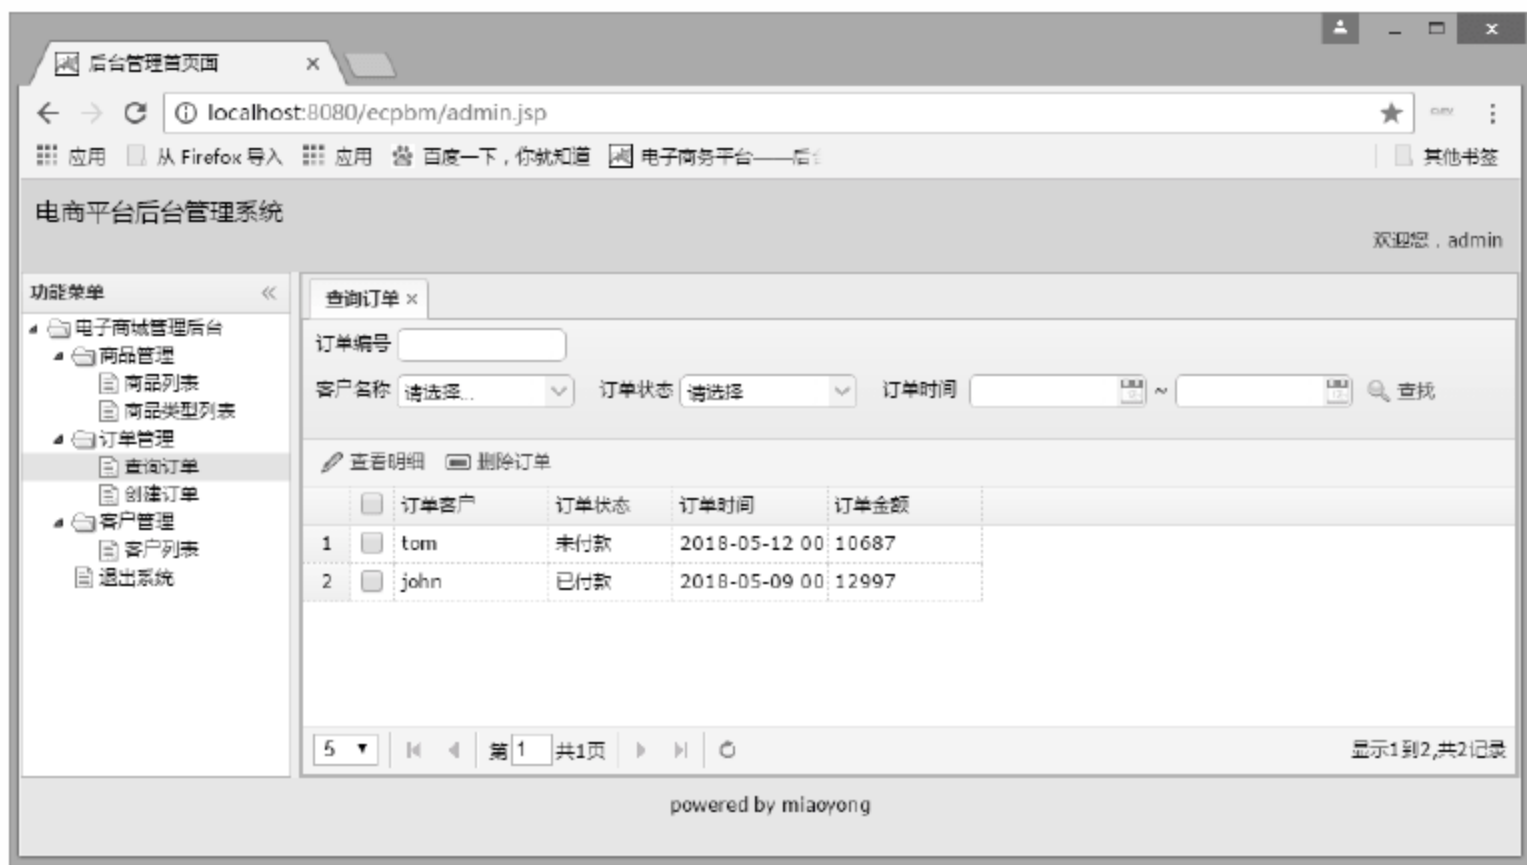 后台管理首页面
localhost:8080/ecpbm/admin.jsp
应用 从 Firefox 导入 应用 百度一下，你就知道 电子商务平台——后台 其他书签
电商平台后台管理系统
欢迎您，admin
功能菜单
电子商城管理后台
商品管理
商品列表
商品类型列表
订单管理
查询订单
创建订单
客户管理
客户列表
退出系统
查询订单
订单编号
客户名称 请选择... 订单状态 请选择 订单时间 ~ 查找
查看明细 删除订单
订单客户 订单状态 订单时间 订单金额
1 tom 未付款 2018-05-12 00 10687
2 john 已付款 2018-05-09 00 12997
5 第 1 共1页 显示1到2,共2记录
powered by miaoyong